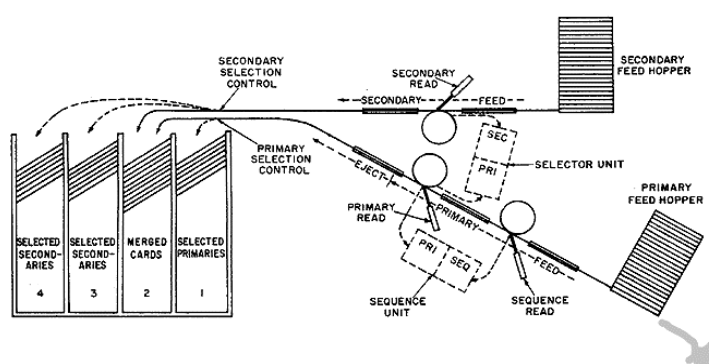 SECONDARY
SELECTION
CONTROL
SECONDARY
READ
SECONDARY
FEED HOPPER
SECONDARY
FEED
SEC
PRI
SELECTOR UNIT
PRIMARY
SELECTION
CONTROL
EJECT
PRIMARY
READ
PRIMARY
FEED
PRIMARY
FEED HOPPER
PRI
SEQ
SEQUENCE
UNIT
SEQUENCE
READ
SELECTED
SECOND-
ARIES
4
SELECTED
SECOND-
ARIES
3
MERGED
CARDS
2
SELECTED
PRIMARIES
1